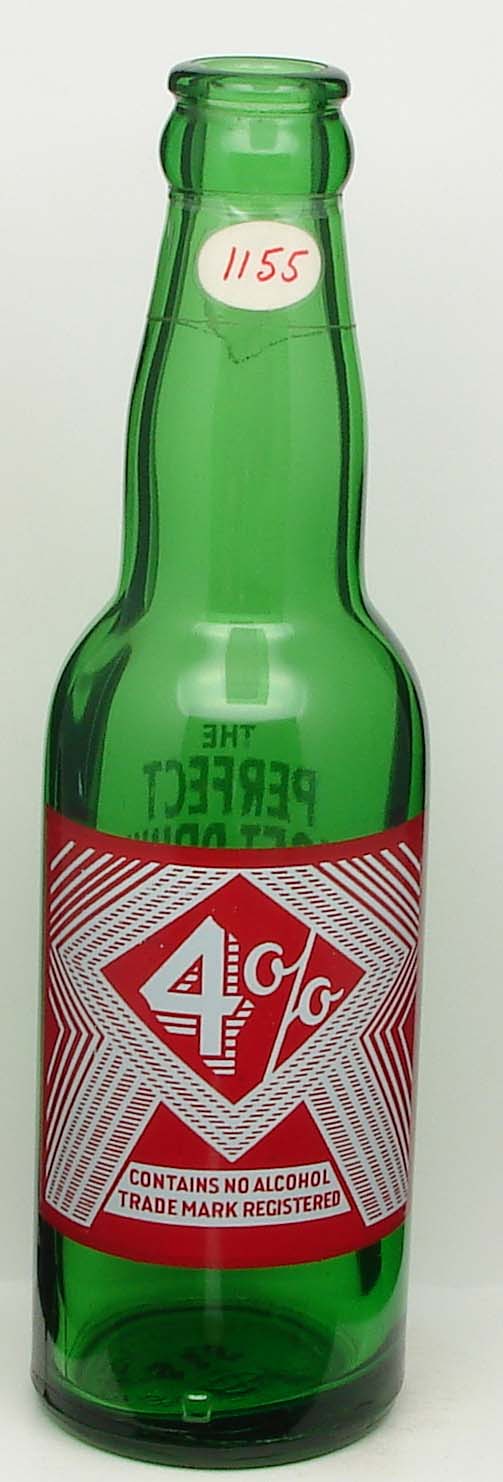 1155
THE
PERFECT
4%
CONTAINS NO ALCOHOL
TRADE MARK REGISTERED